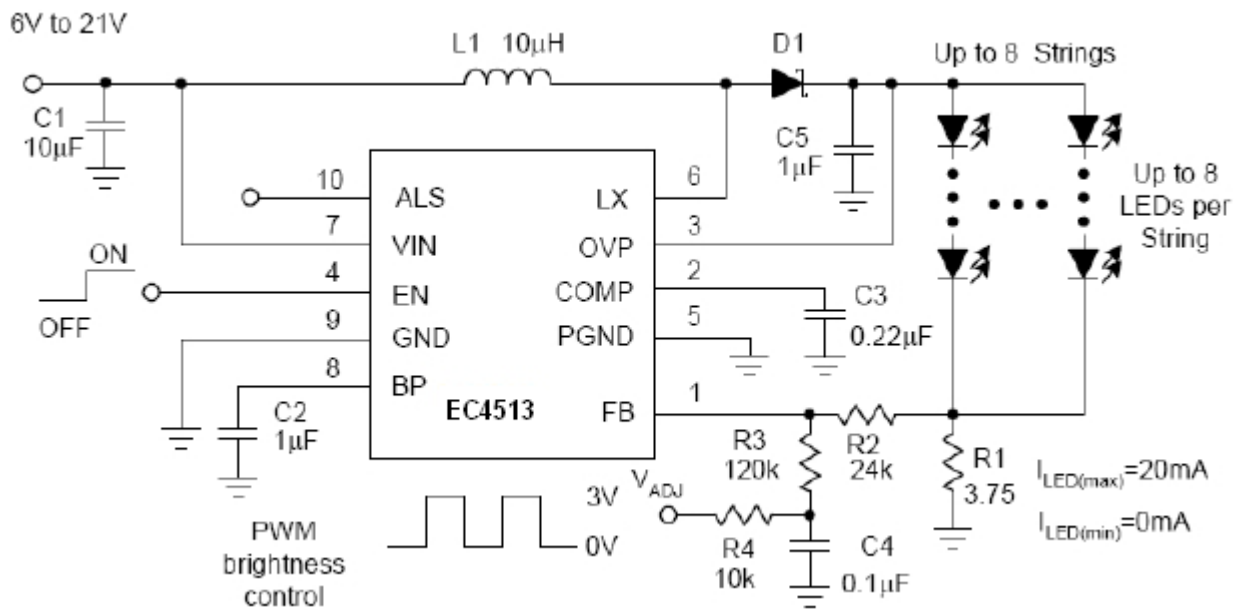 6V to 21V
L1 10μH
D1
Up to 8 Strings
C1
10μF
C5
1μF
Up to 8
LEDs per
String
10
ALS
LX
6
7
VIN
OVP
3
ON
OFF
4
EN
COMP
2
C3
0.22μF
9
GND
PGND
5
8
BP
EC4513
FB
1
C2
1μF
R3
120k
R2
24k
R1
3.75
I_LED(max)=20mA
I_LED(min)=0mA
PWM
brightness
control
3V
0V
V_ADJ
R4
10k
C4
0.1μF